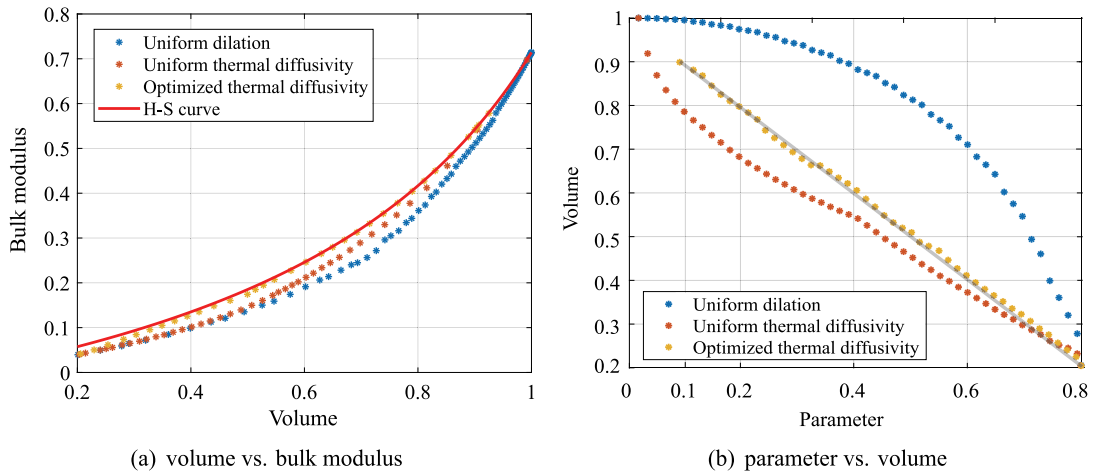 0.8
0.7
0.6
0.5
0.4
0.3
0.2
0.1
0
Bulk modulus
Uniform dilation
Uniform thermal diffusivity
Optimized thermal diffusivity
H-S curve
0.2 0.4 0.6 0.8 1
Volume
(a) volume vs. bulk modulus
1
0.9
0.8
0.7
0.6
0.5
0.4
0.3
0.2
Volume
Uniform dilation
Uniform thermal diffusivity
Optimized thermal diffusivity
0 0.1 0.2 0.4 0.6 0.8
Parameter
(b) parameter vs. volume